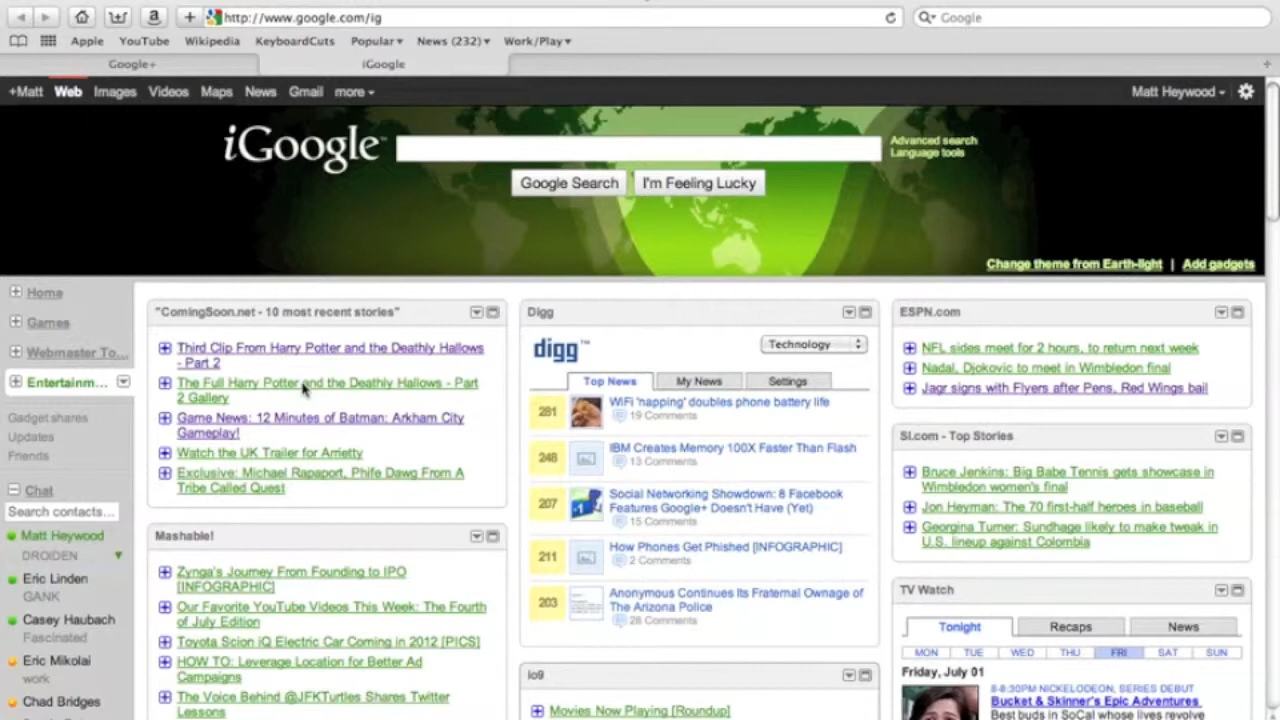 http://www.google.com/ig
Google
Apple YouTube Wikipedia KeyboardCuts Popular News (232) Work/Play
Google+ iGoogle
+Matt Web Images Videos Maps News Gmail more Matt Heywood
iGoogle™
Advanced search
Language tools
Google Search I'm Feeling Lucky
Change theme from Earth-light | Add gadgets
Home
Games
Webmaster To...
Entertainm...
Gadget shares
Updates
Friends
Chat
Search contacts...
Matt Heywood
DROIDEN
Eric Linden
GANK
Casey Haubach
Fascinated
Eric Mikolai
work
Chad Bridges
"ComingSoon.net - 10 most recent stories"
Third Clip From Harry Potter and the Deathly Hallows
- Part 2
The Full Harry Potter and the Deathly Hallows - Part
2 Gallery
Game News: 12 Minutes of Batman: Arkham City
Gameplay!
Watch the UK Trailer for Arrietty
Exclusive: Michael Rapaport, Phife Dawg From A
Tribe Called Quest
Mashable!
Zynga's Journey From Founding to IPO
[INFOGRAPHIC]
Our Favorite YouTube Videos This Week: The Fourth
of July Edition
Toyota Scion iQ Electric Car Coming in 2012 [PICS]
HOW TO: Leverage Location for Better Ad
Campaigns
The Voice Behind @JFKTurtles Shares Twitter
Lessons
Digg
digg™ Technology
Top News My News Settings
281 WiFi 'napping' doubles phone battery life
19 Comments
248 IBM Creates Memory 100X Faster Than Flash
13 Comments
207 Social Networking Showdown: 8 Facebook
Features Google+ Doesn't Have (Yet)
15 Comments
211 How Phones Get Phished [INFOGRAPHIC]
2 Comments
203 Anonymous Continues Its Fraternal Ownage of
The Arizona Police
28 Comments
io9
Movies Now Playing [Roundup]
ESPN.com
NFL sides meet for 2 hours, to return next week
Nadal, Djokovic to meet in Wimbledon final
Jagr signs with Flyers after Pens, Red Wings bail
SI.com - Top Stories
Bruce Jenkins: Big Babe Tennis gets showcase in
Wimbledon women's final
Jon Heyman: The 70 first-half heroes in baseball
Georgina Turner: Sundhage likely to make tweak in
U.S. lineup against Colombia
TV Watch
Tonight Recaps News
MON TUE WED THU FRI SAT SUN
Friday, July 01
8-8:30PM NICKELODEON, SERIES DEBUT
Bucket & Skinner's Epic Adventures
Best buds in SoCal whose lives revolve